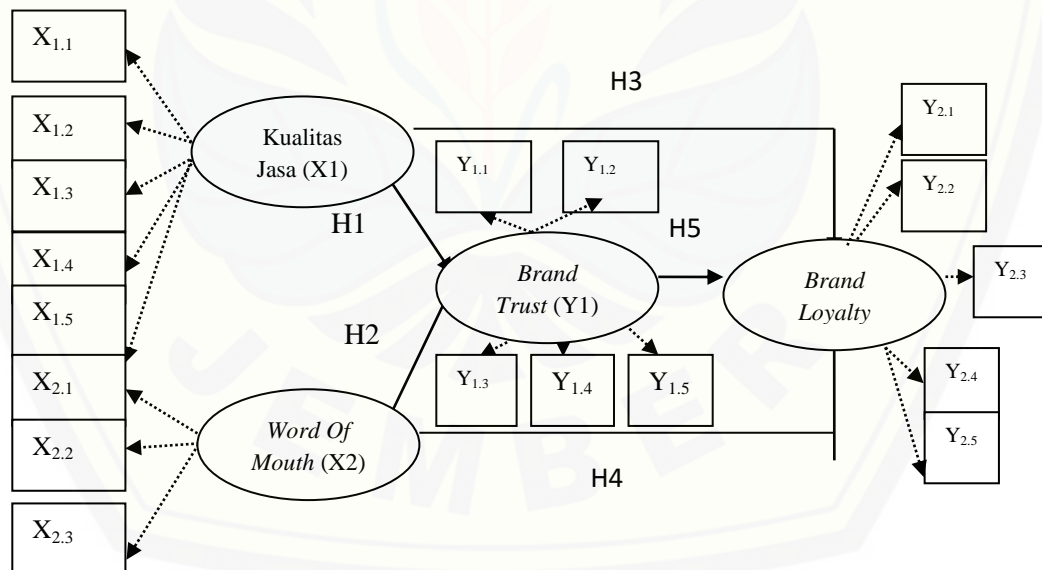 X1.1
X1.2
X1.3
X1.4
X1.5
X2.1
X2.2
X2.3
Kualitas
Jasa (X1)
Word Of
Mouth (X2)
H1
H2
H3
H4
H5
Y1.1
Y1.2
Brand
Trust (Y1)
Y1.3
Y1.4
Y1.5
Brand
Loyalty
Y2.1
Y2.2
Y2.3
Y2.4
Y2.5
JEMBER